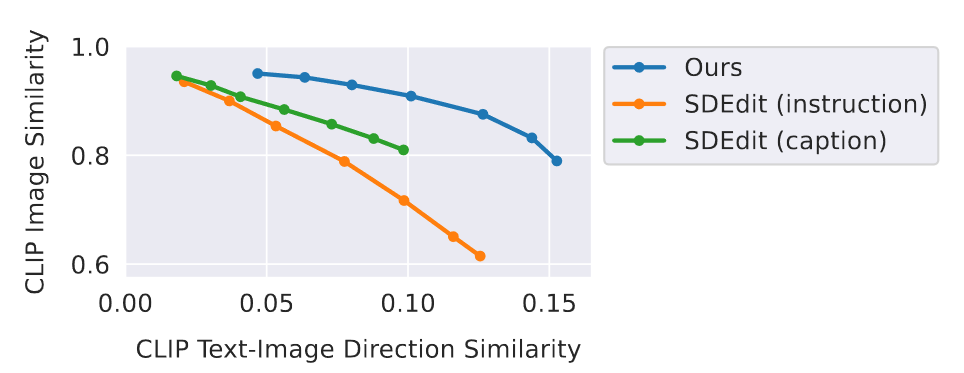 CLIP Image Similarity
1.0
0.8
0.6
0.00 0.05 0.10 0.15
CLIP Text-Image Direction Similarity
Ours
SDEdit (instruction)
SDEdit (caption)